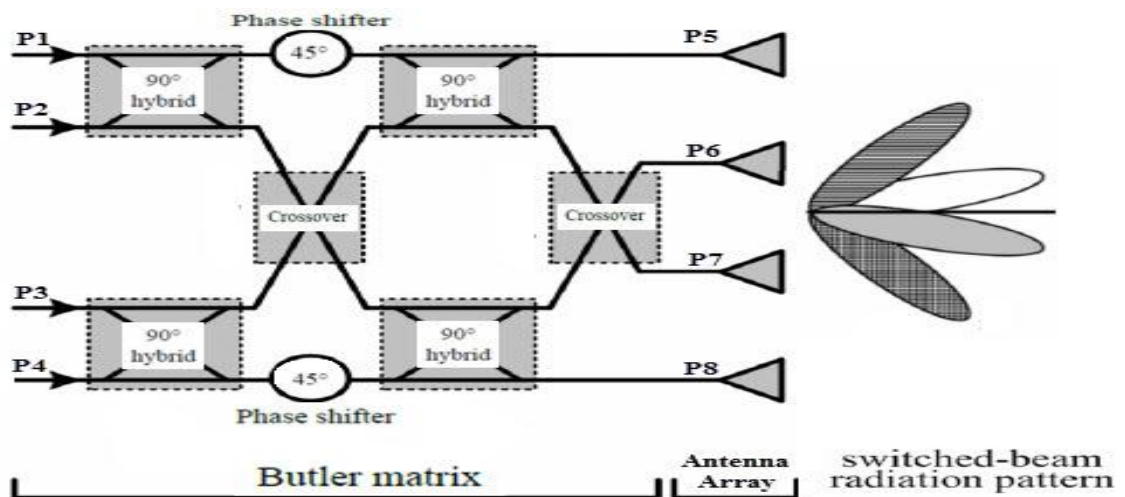 Phase shifter
P1
45°
P5
90°
hybrid
90°
hybrid
P2
P6
Crossover
Crossover
P3
P7
90°
hybrid
90°
hybrid
P4
45°
P8
Phase shifter
Butler matrix
Antenna
Array
switched-beam
radiation pattern